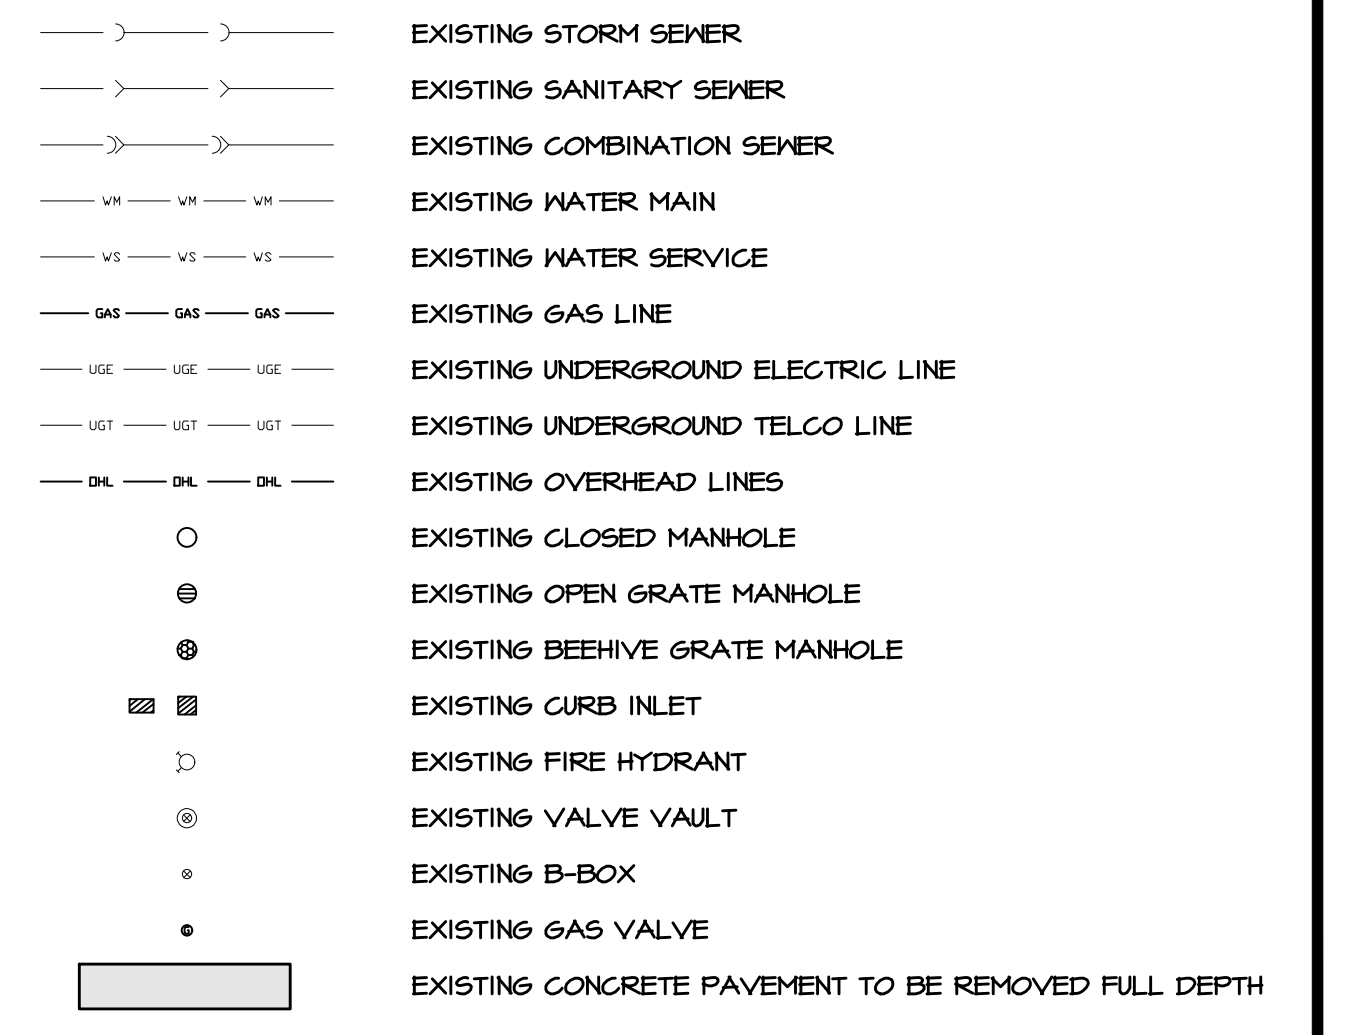 EXISTING STORM SEWER
EXISTING SANITARY SEWER
EXISTING COMBINATION SEWER
WM WM WM EXISTING WATER MAIN
WS WS WS EXISTING WATER SERVICE
GAS GAS GAS EXISTING GAS LINE
UGE UGE UGE EXISTING UNDERGROUND ELECTRIC LINE
UGT UGT UGT EXISTING UNDERGROUND TELCO LINE
OHL OHL OHL EXISTING OVERHEAD LINES
EXISTING CLOSED MANHOLE
EXISTING OPEN GRATE MANHOLE
EXISTING BEEHIVE GRATE MANHOLE
EXISTING CURB INLET
EXISTING FIRE HYDRANT
EXISTING VALVE VAULT
EXISTING B-BOX
G EXISTING GAS VALVE
EXISTING CONCRETE PAVEMENT TO BE REMOVED FULL DEPTH